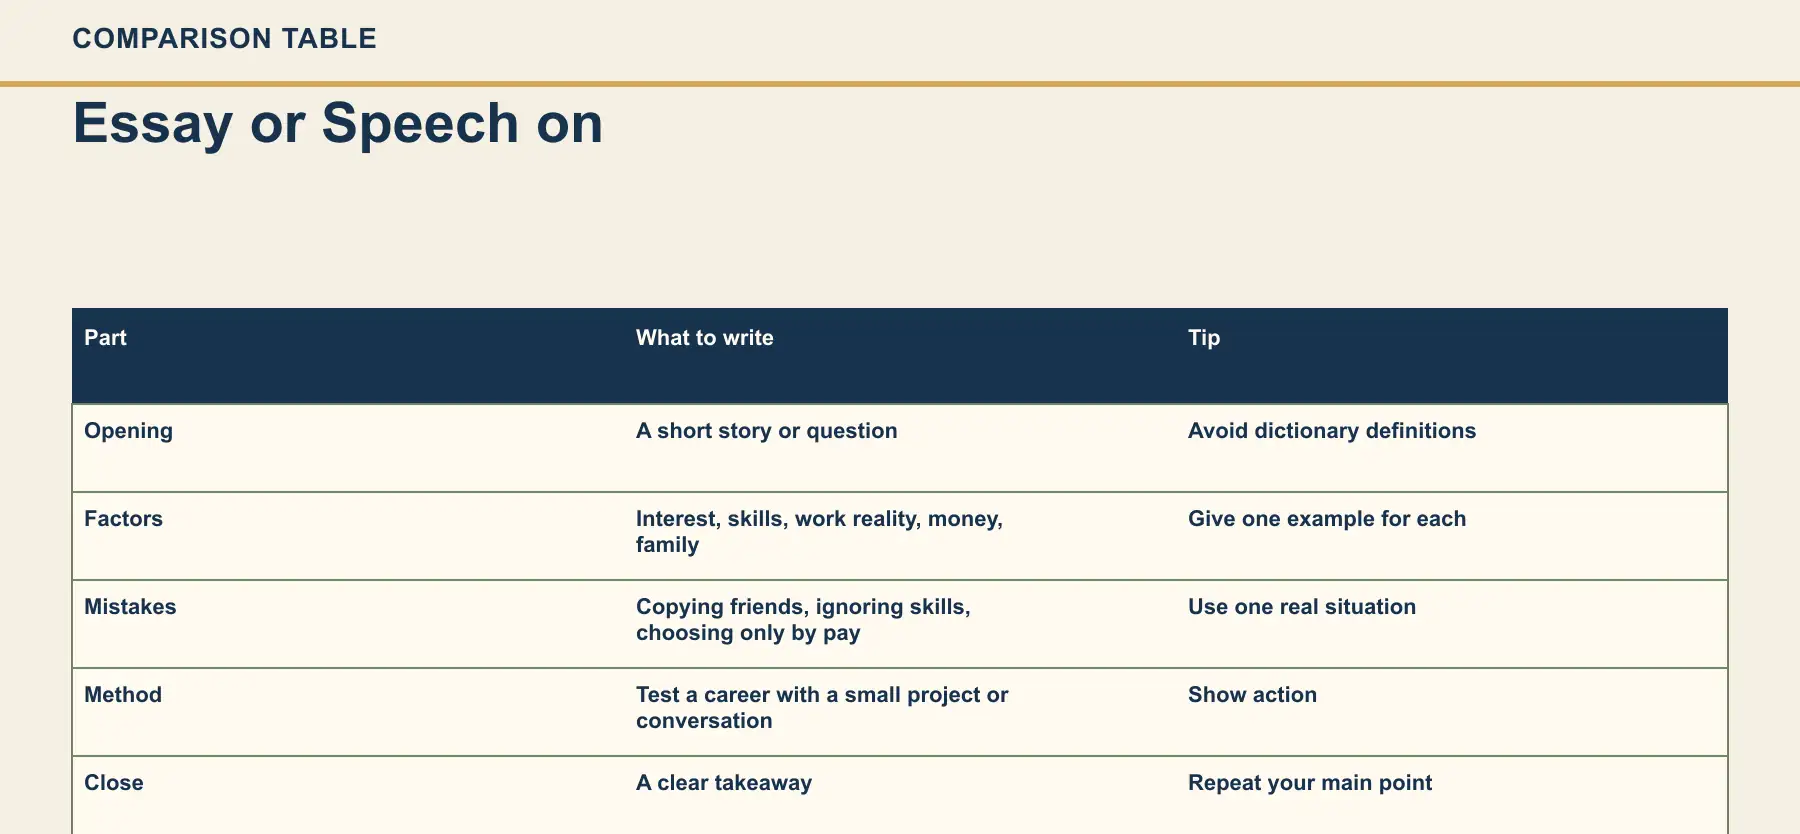 COMPARISON TABLE
Essay or Speech on
Part What to write Tip
Opening A short story or question Avoid dictionary definitions
Factors Interest, skills, work reality, money, Give one example for each
family
Mistakes Copying friends, ignoring skills, Use one real situation
choosing only by pay
Method Test a career with a small project or Show action
conversation
Close A clear takeaway Repeat your main point